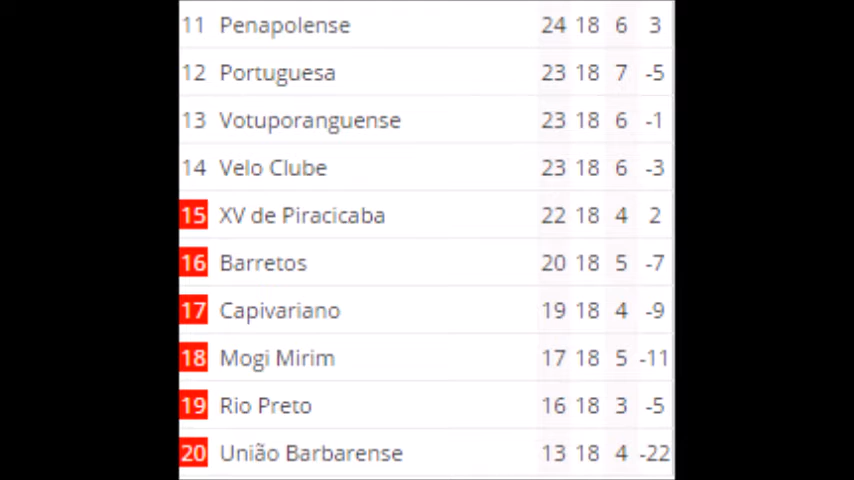 11 Penapolense 24 18 6 3
12 Portuguesa 23 18 7 -5
13 Votuporanguense 23 18 6 -1
14 Velo Clube 23 18 6 -3
15 XV de Piracicaba 22 18 4 2
16 Barretos 20 18 5 -7
17 Capivariano 19 18 4 -9
18 Mogi Mirim 17 18 5 -11
19 Rio Preto 16 18 3 -5
20 União Barbarense 13 18 4 -22